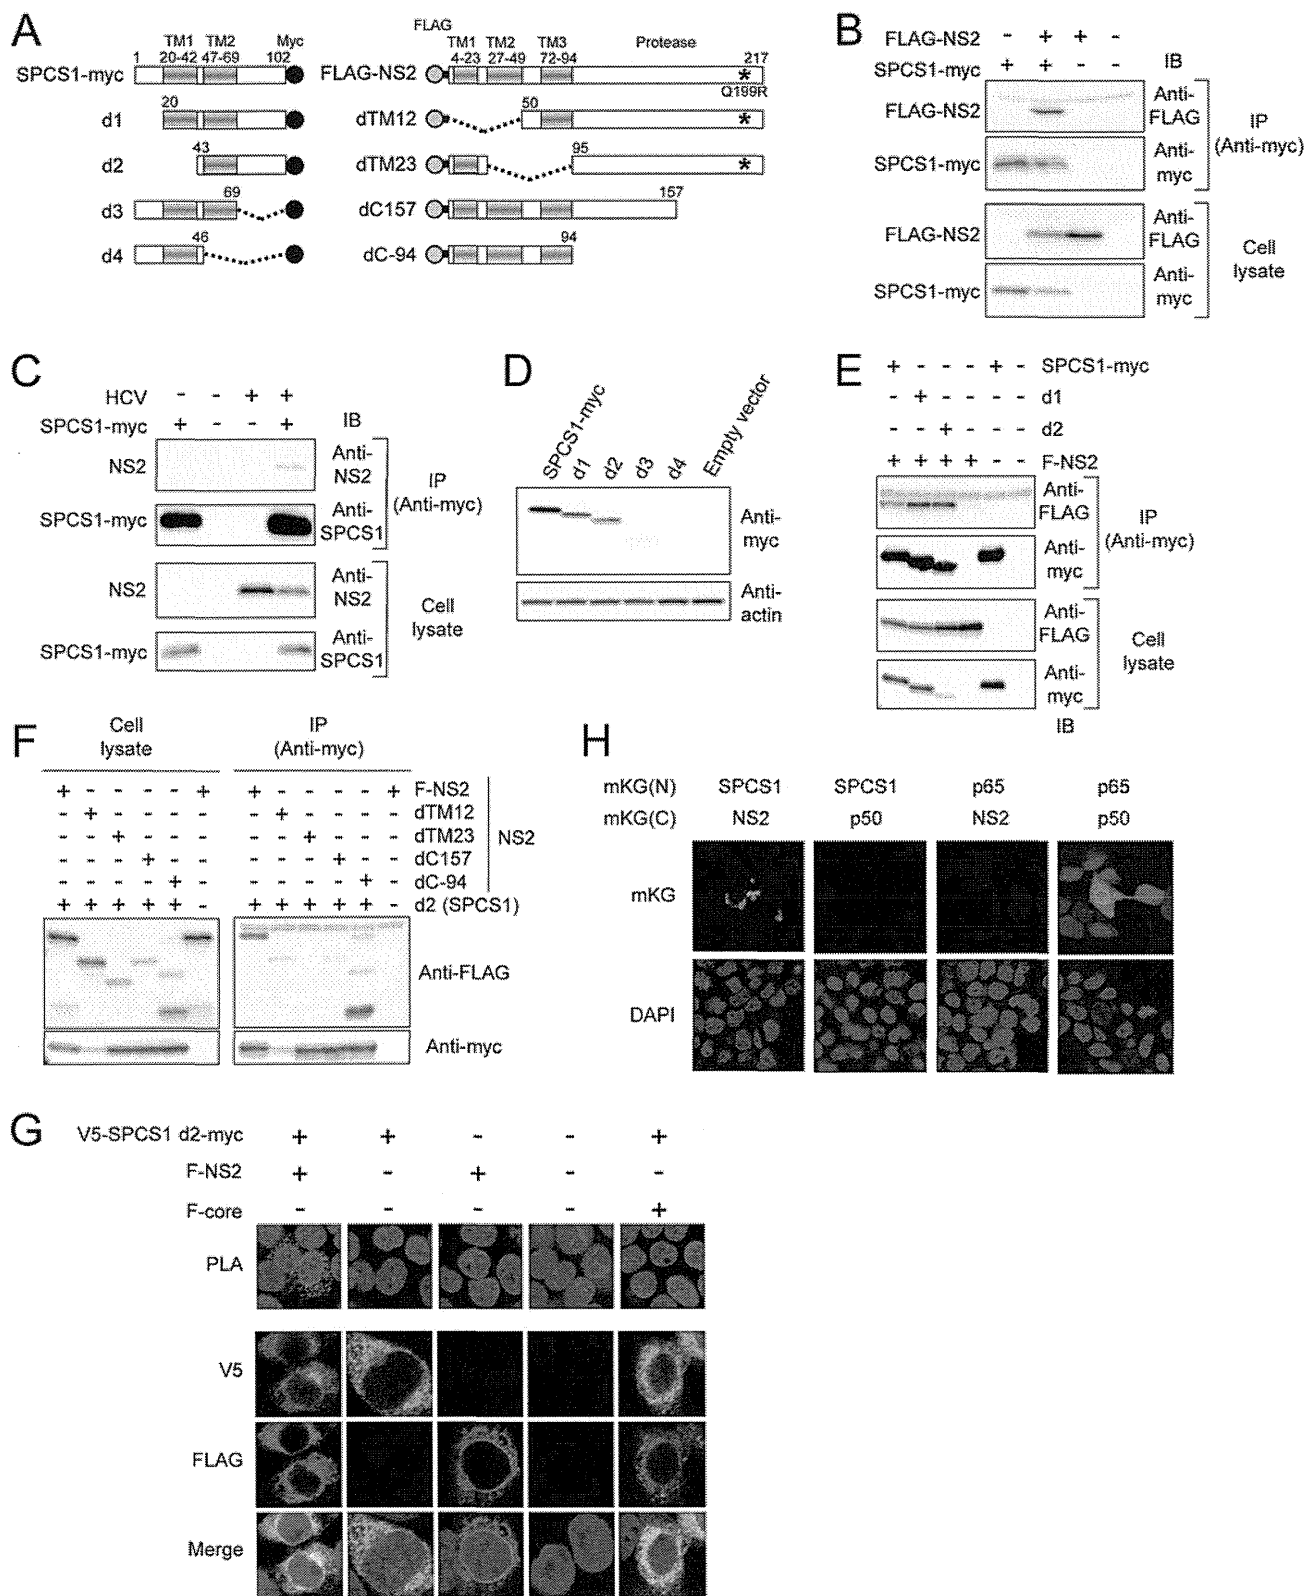 A
FLAG
TM1 TM2 Myc
20-42 47-69
1 102
SPCS1-myc
TM1 TM2 TM3 Protease
4-23 27-49 72-94 217
FLAG-NS2
*
Q199R
20
d1
50
dTM12
*
43
d2
95
dTM23
*
69
d3
157
dC157
46
d4
94
dC-94
B
FLAG-NS2 - + + -
SPCS1-myc + + - - IB
FLAG-NS2 Anti-FLAG
SPCS1-myc Anti-myc
IP
(Anti-myc)
FLAG-NS2 Anti-FLAG
SPCS1-myc Anti-myc
Cell
lysate
C
HCV - - + +
SPCS1-myc + - - + IB
NS2 Anti-NS2
SPCS1-myc Anti-SPCS1
IP
(Anti-myc)
NS2 Anti-NS2
SPCS1-myc Anti-SPCS1
Cell
lysate
D
SPCS1-myc d1 d2 d3 d4 Empty vector
Anti-myc
Anti-actin
E
+ - - - + - SPCS1-myc
- + - - - - d1
- - + - - - d2
+ + + + - - F-NS2
Anti-FLAG
Anti-myc
IP
(Anti-myc)
Anti-FLAG
Anti-myc
Cell
lysate
IB
F
Cell
lysate
IP
(Anti-myc)
+ - - - - + + - - - - + F-NS2
- + - - - - - + - - - - dTM12
- - + - - - - - + - - - dTM23
- - - + - - - - - + - - dC157
- - - - + - - - - - + - dC-94
NS2
+ + + + + - + + + + + - d2 (SPCS1)
Anti-FLAG
Anti-myc
H
mKG(N) SPCS1 SPCS1 p65 p65
mKG(C) NS2 p50 NS2 p50
mKG
DAPI
G
V5-SPCS1 d2-myc + + - - +
F-NS2 + - + - -
F-core - - - - +
PLA
V5
FLAG
Merge